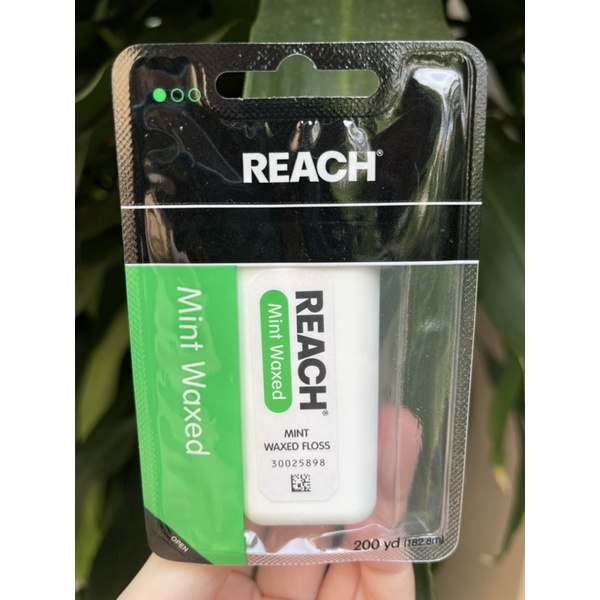 REACH®
Mint Waxed
REACH®
Mint Waxed
MINT
WAXED FLOSS
30025898
OPEN
200 yd (182.8m)